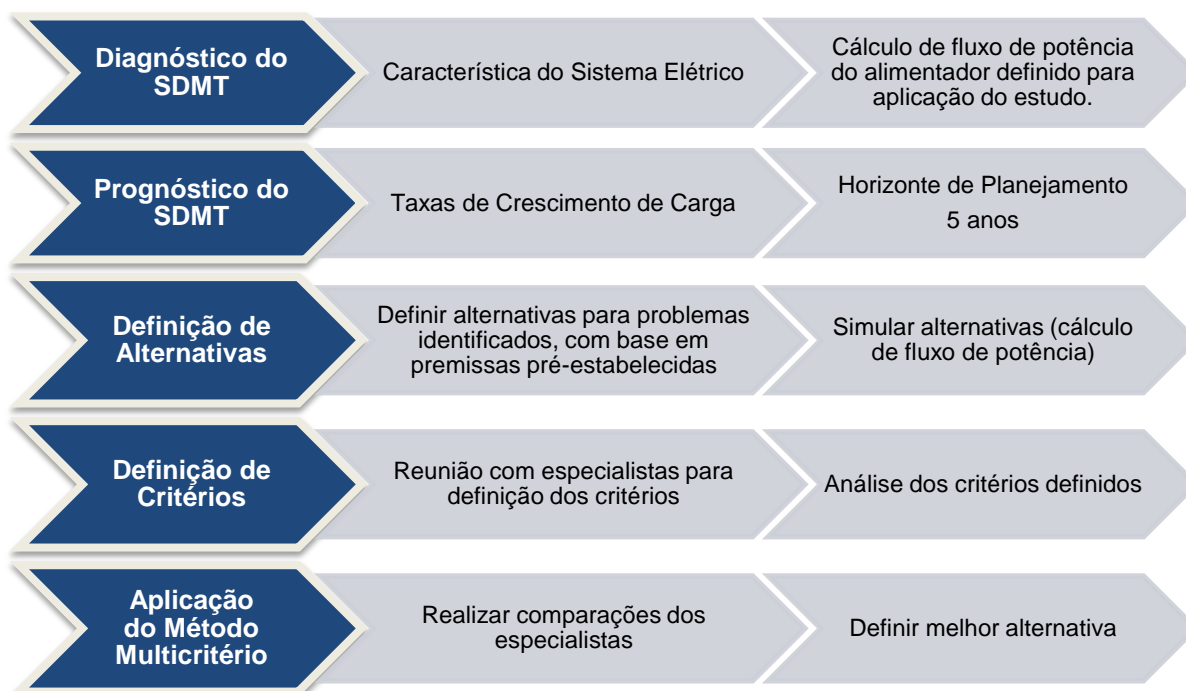 Diagnóstico do
SDMT
Característica do Sistema Elétrico
Cálculo de fluxo de potência
do alimentador definido para
aplicação do estudo.
Prognóstico do
SDMT
Taxas de Crescimento de Carga
Horizonte de Planejamento
5 anos
Definição de
Alternativas
Definir alternativas para problemas
identificados, com base em
premissas pré-estabelecidas
Simular alternativas (cálculo
de fluxo de potência)
Definição de
Critérios
Reunião com especialistas para
definição dos critérios
Análise dos critérios definidos
Aplicação
do Método
Multicritério
Realizar comparações dos
especialistas
Definir melhor alternativa